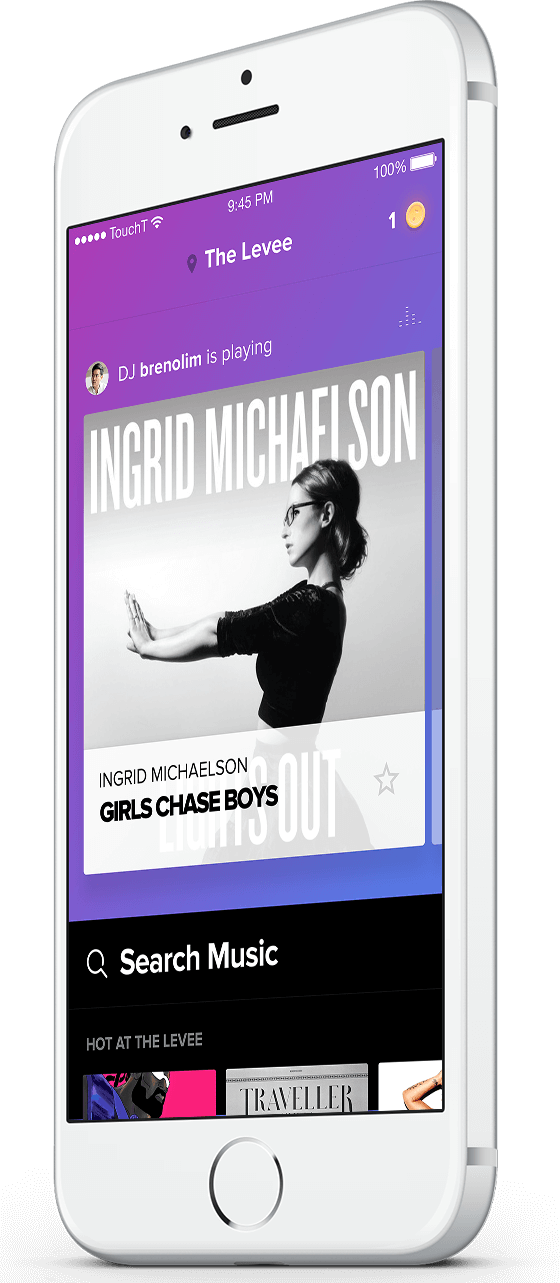 ●●●●● TouchT 9:45 PM 100%
The Levee
1
DJ brenolim is playing
INGRID MICHAELSON
INGRID MICHAELSON
GIRLS CHASE BOYS
LIGHTS OUT
Search Music
HOT AT THE LEVEE
TRAVELLER